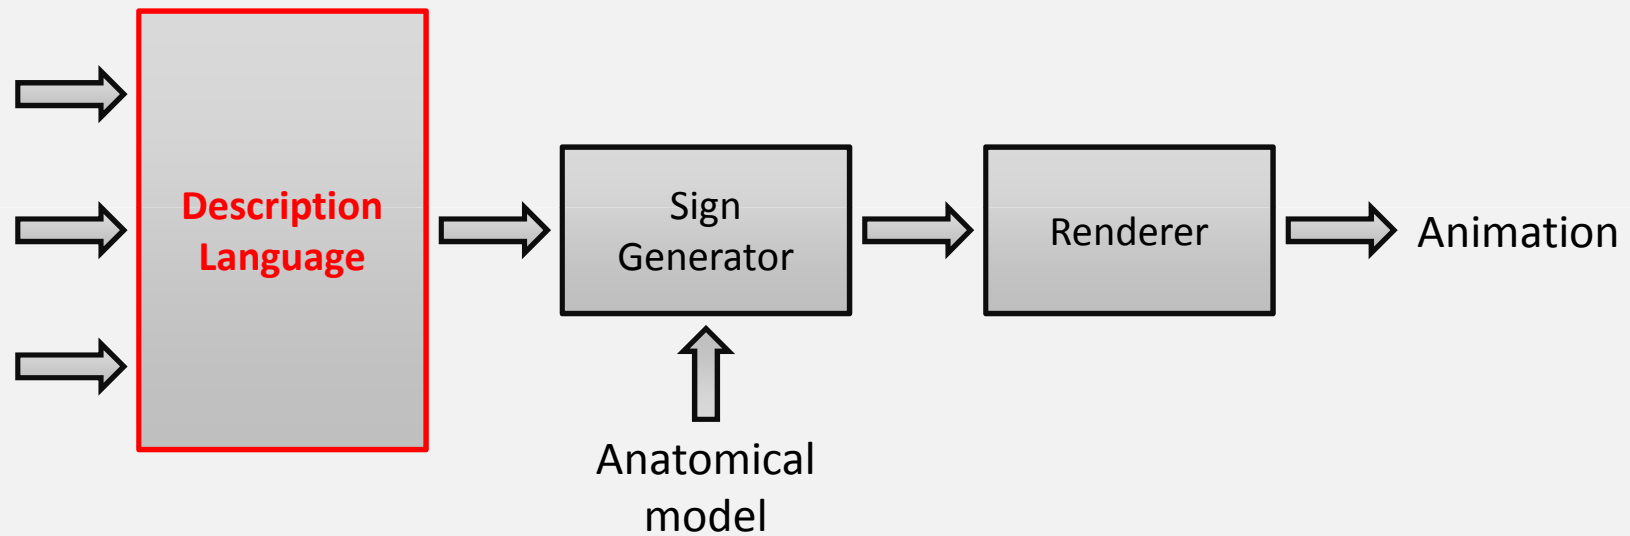 Description
Language
Sign
Generator
Renderer
Animation
Anatomical
model